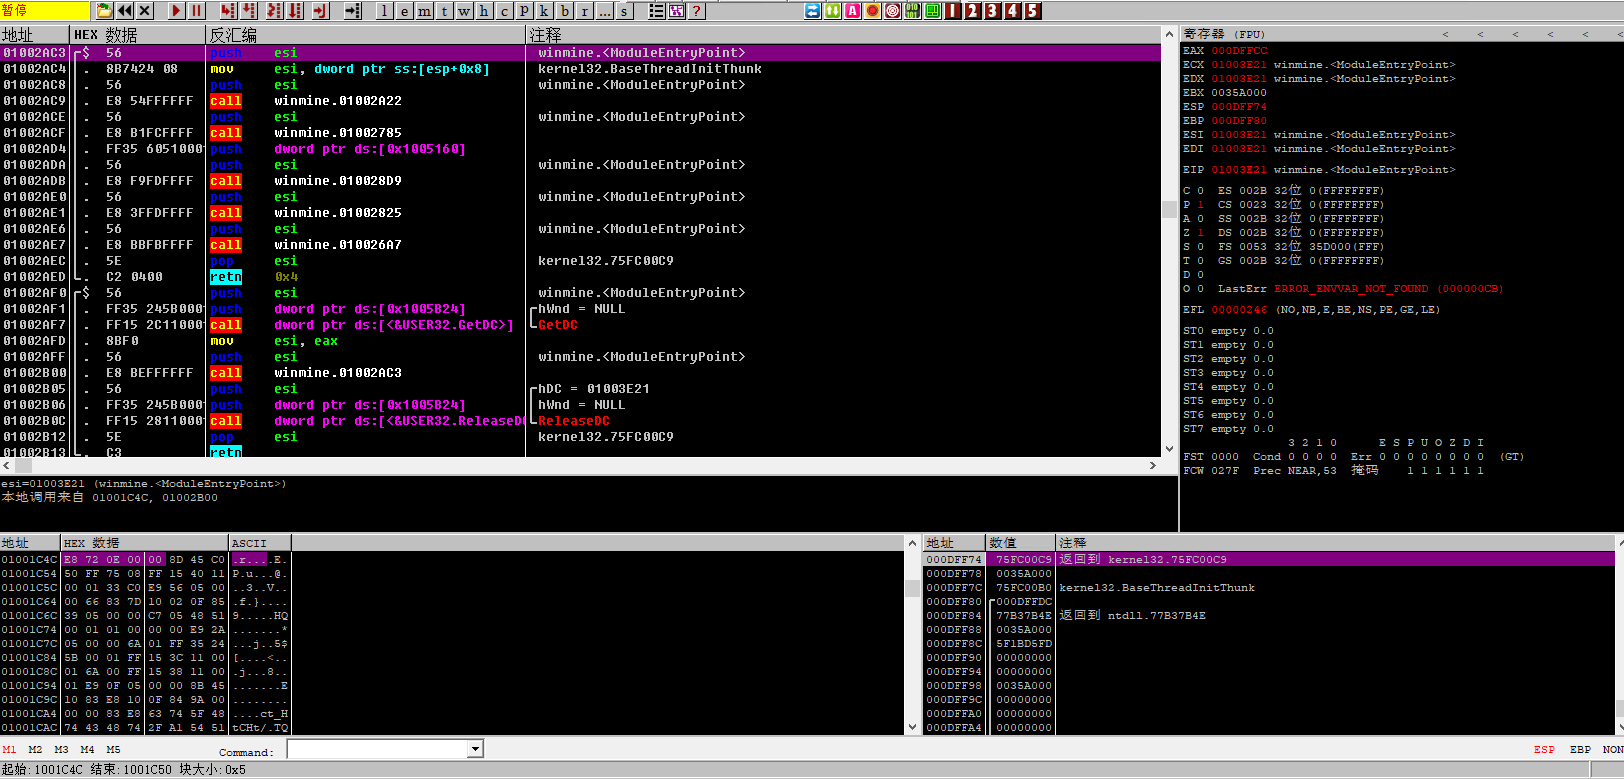 暂停 l e m t w h c p k b r ... s ? 1 2 3 4 5
地址 HEX 数据 反汇编 注释
01002AC3 $ 56 push esi winmine.<ModuleEntryPoint>
01002AC4 . 8B7424 08 mov esi, dword ptr ss:[esp+0x8] kernel32.BaseThreadInitThunk
01002AC8 . 56 push esi winmine.<ModuleEntryPoint>
01002AC9 . E8 54FFFFFF call winmine.01002A22
01002ACE . 56 push esi winmine.<ModuleEntryPoint>
01002ACF . E8 B1FCFFFF call winmine.01002785
01002AD4 . FF35 6051000 push dword ptr ds:[0x1005160]
01002ADA . 56 push esi winmine.<ModuleEntryPoint>
01002ADB . E8 F9FDFFFF call winmine.010028D9
01002AE0 . 56 push esi winmine.<ModuleEntryPoint>
01002AE1 . E8 3FFDFFFF call winmine.01002825
01002AE6 . 56 push esi winmine.<ModuleEntryPoint>
01002AE7 . E8 BBFBFFFF call winmine.010026A7
01002AEC . 5E pop esi kernel32.75FC00C9
01002AED . C2 0400 retn 0x4
01002AF0 $ 56 push esi winmine.<ModuleEntryPoint>
01002AF1 . FF35 245B000 push dword ptr ds:[0x1005B24] hWnd = NULL
01002AF7 . FF15 2C11000 call dword ptr ds:[<&USER32.GetDC>] GetDC
01002AFD . 8BF0 mov esi, eax
01002AFF . 56 push esi winmine.<ModuleEntryPoint>
01002B00 . E8 BEFFFFFF call winmine.01002AC3
01002B05 . 56 push esi hDC = 01003E21
01002B06 . FF35 245B000 push dword ptr ds:[0x1005B24] hWnd = NULL
01002B0C . FF15 2811000 call dword ptr ds:[<&USER32.ReleaseD ReleaseDC
01002B12 . 5E pop esi kernel32.75FC00C9
01002B13 . C3 retn
寄存器 (FPU) < < < < < <
EAX 000DFFCC
ECX 01003E21 winmine.<ModuleEntryPoint>
EDX 01003E21 winmine.<ModuleEntryPoint>
EBX 0035A000
ESP 000DFF74
EBP 000DFF80
ESI 01003E21 winmine.<ModuleEntryPoint>
EDI 01003E21 winmine.<ModuleEntryPoint>
EIP 01003E21 winmine.<ModuleEntryPoint>
C 0 ES 002B 32位 0(FFFFFFFF)
P 1 CS 0023 32位 0(FFFFFFFF)
A 0 SS 002B 32位 0(FFFFFFFF)
Z 1 DS 002B 32位 0(FFFFFFFF)
S 0 FS 0053 32位 35D000(FFF)
T 0 GS 002B 32位 0(FFFFFFFF)
D 0
O 0 LastErr ERROR_ENVVAR_NOT_FOUND (000000CB)
EFL 00000246 (NO,NB,E,BE,NS,PE,GE,LE)
ST0 empty 0.0
ST1 empty 0.0
ST2 empty 0.0
ST3 empty 0.0
ST4 empty 0.0
ST5 empty 0.0
ST6 empty 0.0
ST7 empty 0.0
3 2 1 0 E S P U O Z D I
FST 0000 Cond 0 0 0 0 Err 0 0 0 0 0 0 0 0 (GT)
FCW 027F Prec NEAR,53 掩码 1 1 1 1 1 1
esi=01003E21 (winmine.<ModuleEntryPoint>)
本地调用来自 01001C4C, 01002B00
地址 HEX 数据 ASCII
01001C4C E8 72 0E 00 00 8D 45 C0 .r....E.
01001C54 50 FF 75 08 FF 15 40 11 P.u...@.
01001C5C 00 01 33 C0 E9 56 05 00 ..3..V..
01001C64 00 66 83 7D 10 02 0F 85 .f.}....
01001C6C 39 05 00 00 C7 05 48 51 9.....HQ
01001C74 00 01 01 00 00 00 E9 2A .......*
01001C7C 05 00 00 6A 01 FF 35 24 ...j..5$
01001C84 5B 00 01 FF 15 3C 11 00 [....<..
01001C8C 01 6A 00 FF 15 38 11 00 .j...8..
01001C94 01 E9 0F 05 00 00 8B 45 .......E
01001C9C 10 83 E8 10 0F 84 9A 00 ........
01001CA4 00 00 83 E8 63 74 5F 48 ....ct_H
01001CAC 74 43 48 74 2F A1 54 51 tCHt/.TQ
地址 数值 注释
000DFF74 75FC00C9 返回到 kernel32.75FC00C9
000DFF78 0035A000
000DFF7C 75FC00B0 kernel32.BaseThreadInitThunk
000DFF80 000DFFDC
000DFF84 77B37B4E 返回到 ntdll.77B37B4E
000DFF88 0035A000
000DFF8C 5F1BD5FD
000DFF90 00000000
000DFF94 00000000
000DFF98 0035A000
000DFF9C 00000000
000DFFA0 00000000
000DFFA4 00000000
M1 M2 M3 M4 M5 Command: ESP EBP NON
起始:1001C4C 结束:1001C50 块大小:0x5